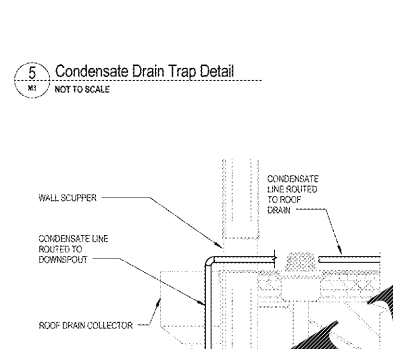 5
M3
Condensate Drain Trap Detail
NOT TO SCALE
CONDENSATE
LINE ROUTED
TO ROOF
DRAIN
WALL SCUPPER
CONDENSATE LINE
ROUTED TO
DOWNSPOUT
ROOF DRAIN COLLECTOR